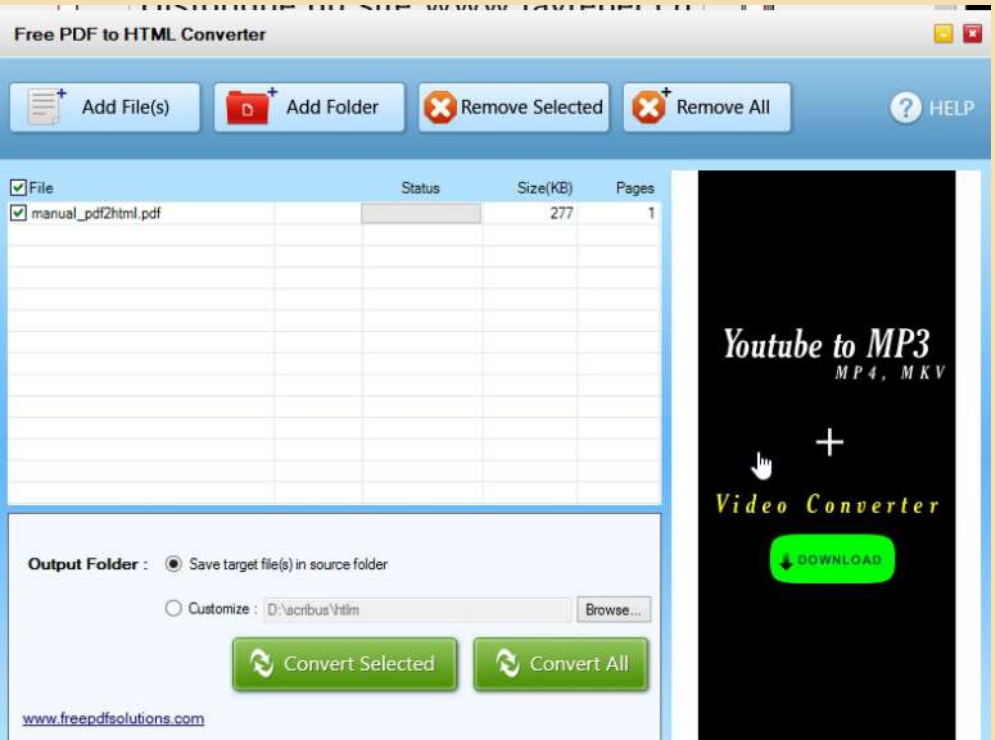 Free PDF to HTML Converter
Add File(s) Add Folder Remove Selected Remove All ? HELP
File Status Size(KB) Pages
manual_pdf2html.pdf 277 1
Youtube to MP3
MP4, MKV
+
Video Converter
DOWNLOAD
Output Folder : Save target file(s) in source folder
Customize : D:\scribus\htlm Browse...
Convert Selected Convert All
www.freepdfsolutions.com